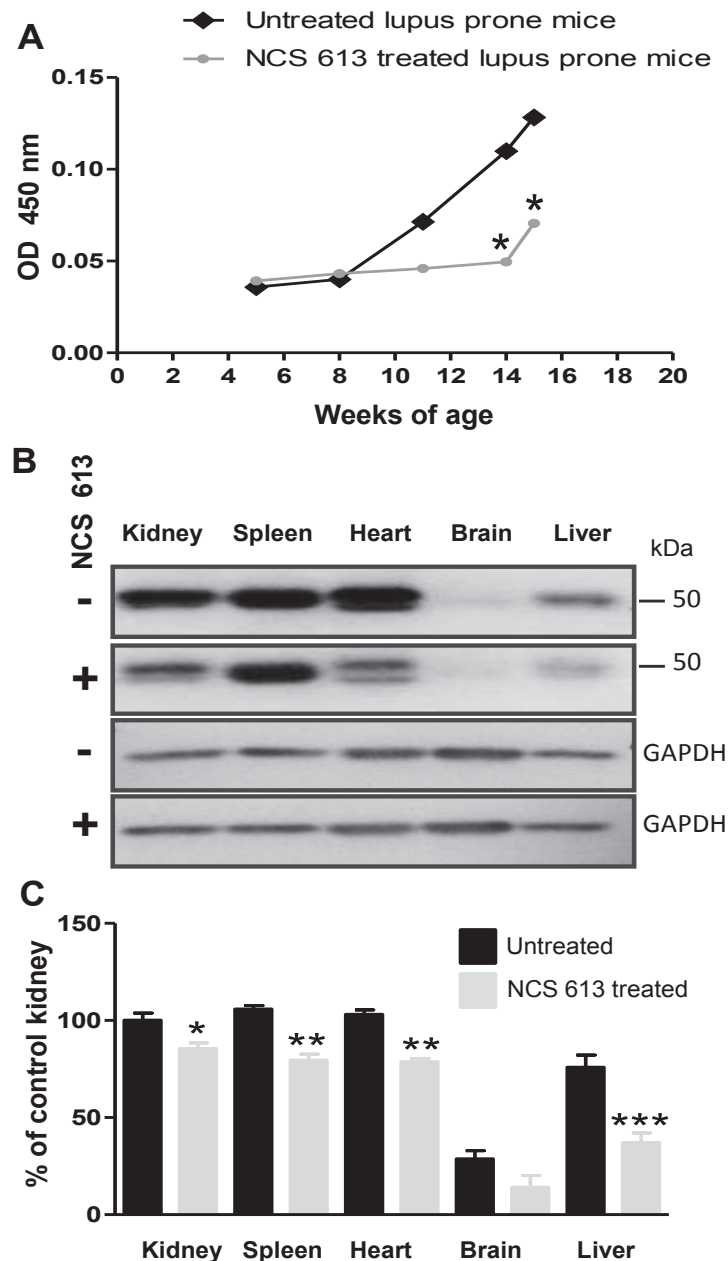 A
Untreated lupus prone mice
NCS 613 treated lupus prone mice
OD 450 nm
0.15
0.10
0.05
0.00
* *
0 2 4 6 8 10 12 14 16 18 20
Weeks of age
B
NCS 613
Kidney Spleen Heart Brain Liver
kDa
- 50
+ 50
- GAPDH
+ GAPDH
C
% of control kidney
150
100
50
0
Untreated
NCS 613 treated
* ** ** ***
Kidney Spleen Heart Brain Liver